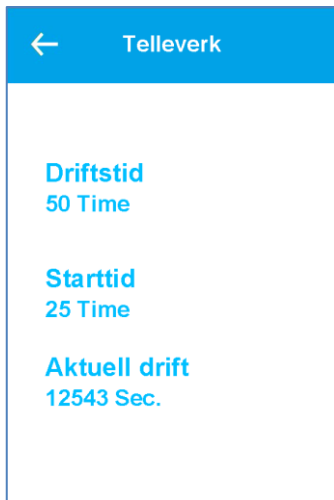 Telleverk
Driftstid
50 Time
Starttid
25 Time
Aktuell drift
12543 Sec.